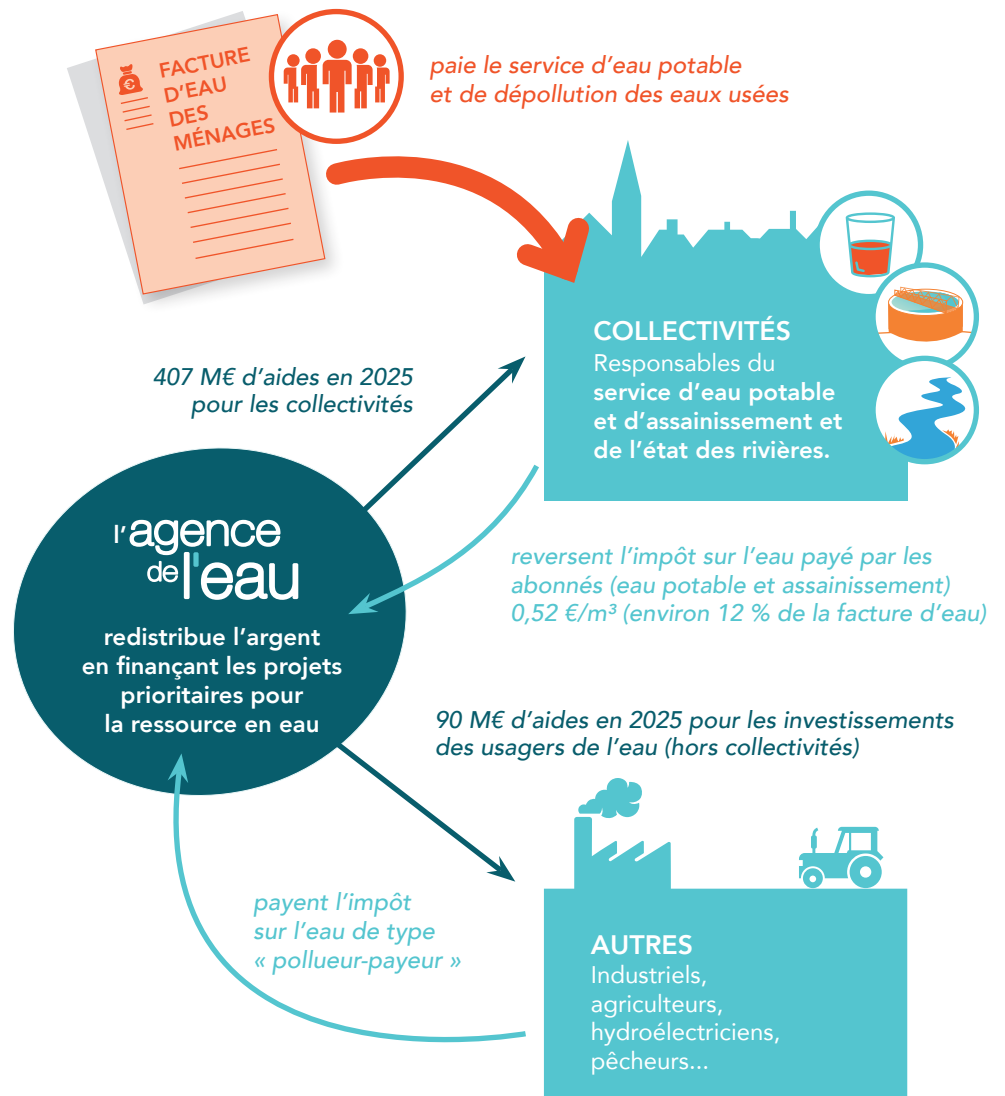 FACTURE
D'EAU
DES
MÉNAGES
paie le service d'eau potable
et de dépollution des eaux usées
COLLECTIVITÉS
Responsables du
service d'eau potable
et d'assainissement et
de l'état des rivières.
407 M€ d'aides en 2025
pour les collectivités
l'agence
de l'eau
redistribue l'argent
en finançant les projets
prioritaires pour
la ressource en eau
reversent l'impôt sur l'eau payé par les
abonnés (eau potable et assainissement)
0,52 €/m³ (environ 12 % de la facture d'eau)
90 M€ d'aides en 2025 pour les investissements
des usagers de l'eau (hors collectivités)
payent l'impôt
sur l'eau de type
« pollueur-payeur »
AUTRES
Industriels,
agriculteurs,
hydroélectriciens,
pêcheurs...